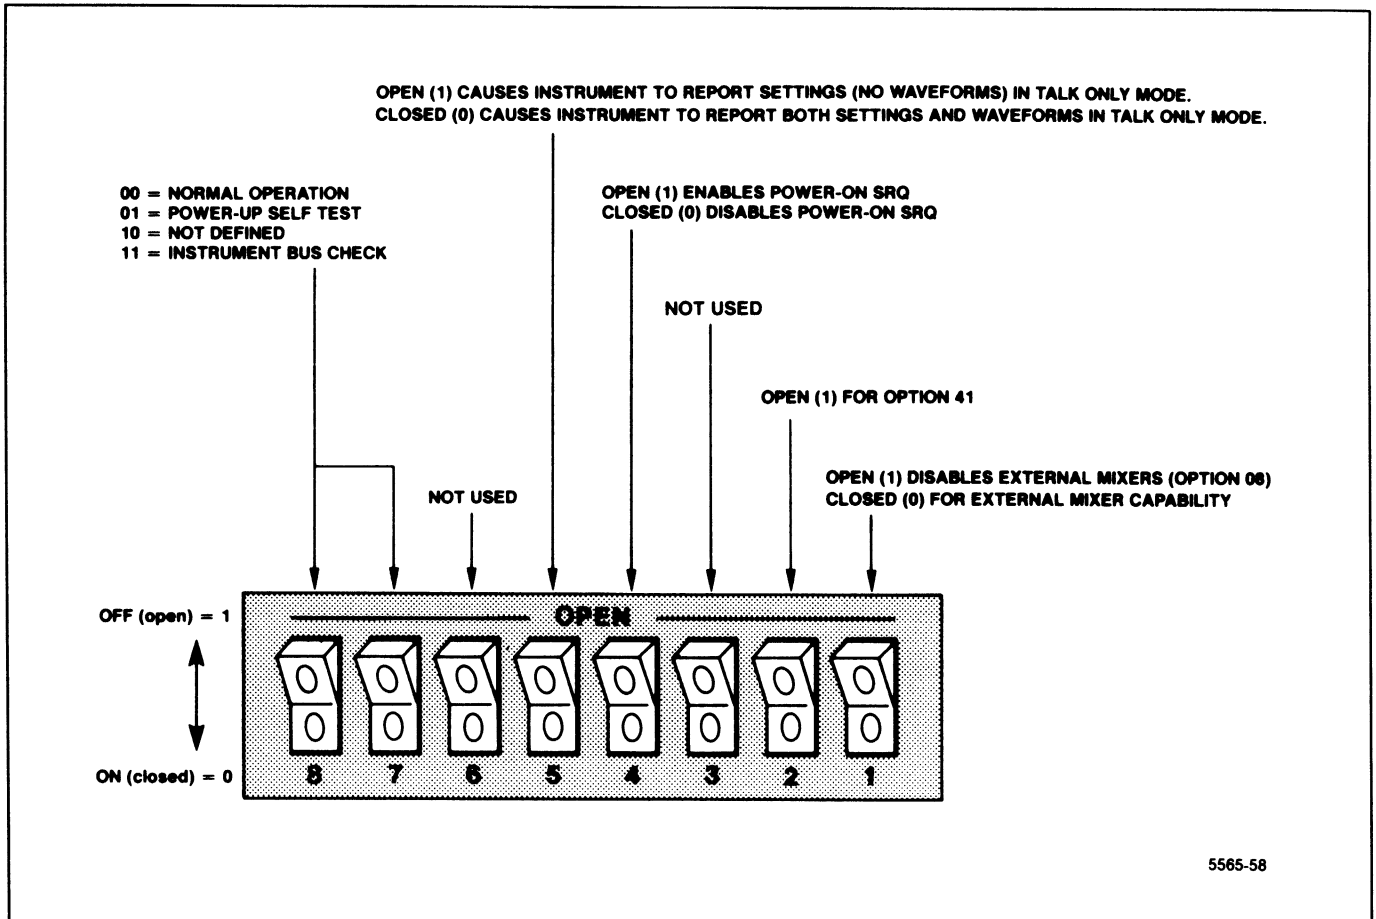 OPEN (1) CAUSES INSTRUMENT TO REPORT SETTINGS (NO WAVEFORMS) IN TALK ONLY MODE.
CLOSED (0) CAUSES INSTRUMENT TO REPORT BOTH SETTINGS AND WAVEFORMS IN TALK ONLY MODE.
00 = NORMAL OPERATION
01 = POWER-UP SELF TEST
10 = NOT DEFINED
11 = INSTRUMENT BUS CHECK
OPEN (1) ENABLES POWER-ON SRQ
CLOSED (0) DISABLES POWER-ON SRQ
NOT USED
OPEN (1) FOR OPTION 41
OPEN (1) DISABLES EXTERNAL MIXERS (OPTION 08)
CLOSED (0) FOR EXTERNAL MIXER CAPABILITY
NOT USED
OFF (open) = 1
OPEN
ON (closed) = 0
8 7 6 5 4 3 2 1
5565-58